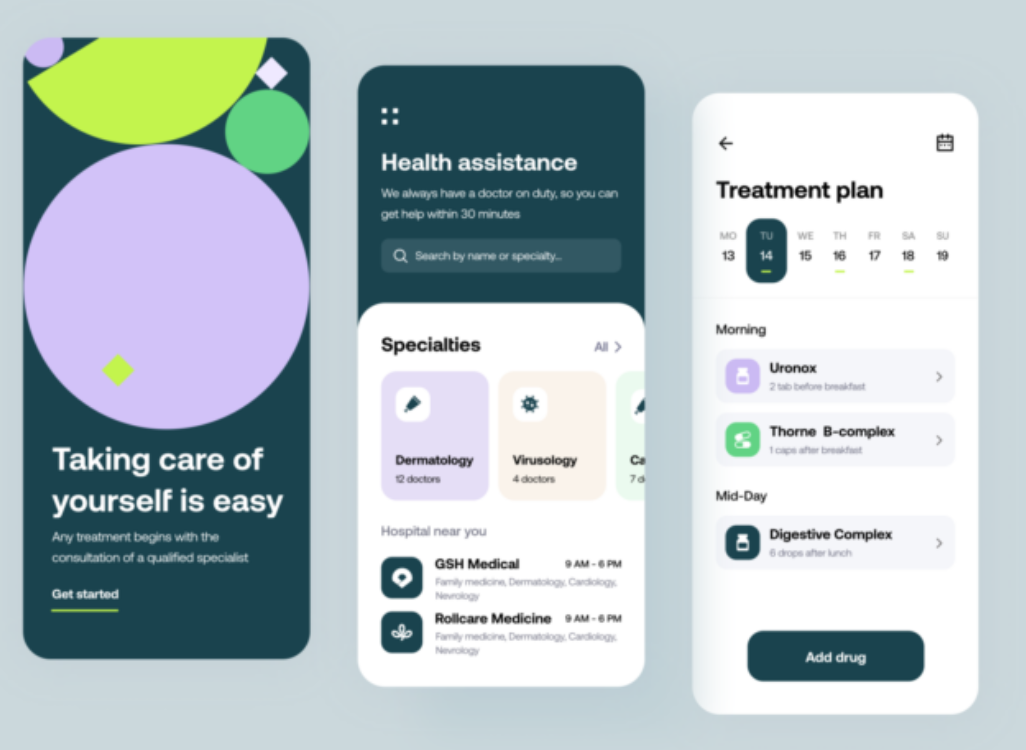 Taking care of
yourself is easy
Any treatment begins with the
consultation of a qualified specialist
Get started
Health assistance
We always have a doctor on duty, so you can
get help within 30 minutes
Search by name or specialty...
Specialties
All
Dermatology
12 doctors
Virusology
4 doctors
Ca
7 d
Hospital near you
GSH Medical 9 AM - 6 PM
Family medicine, Dermatology, Cardiology,
Nevrology
Rollcare Medicine 9 AM - 6 PM
Family medicine, Dermatology, Cardiology,
Nevrology
Treatment plan
MO TU WE TH FR SA SU
13 14 15 16 17 18 19
Morning
Uronox
2 tab before breakfast
Thorne B-complex
1 caps after breakfast
Mid-Day
Digestive Complex
6 drops after lunch
Add drug